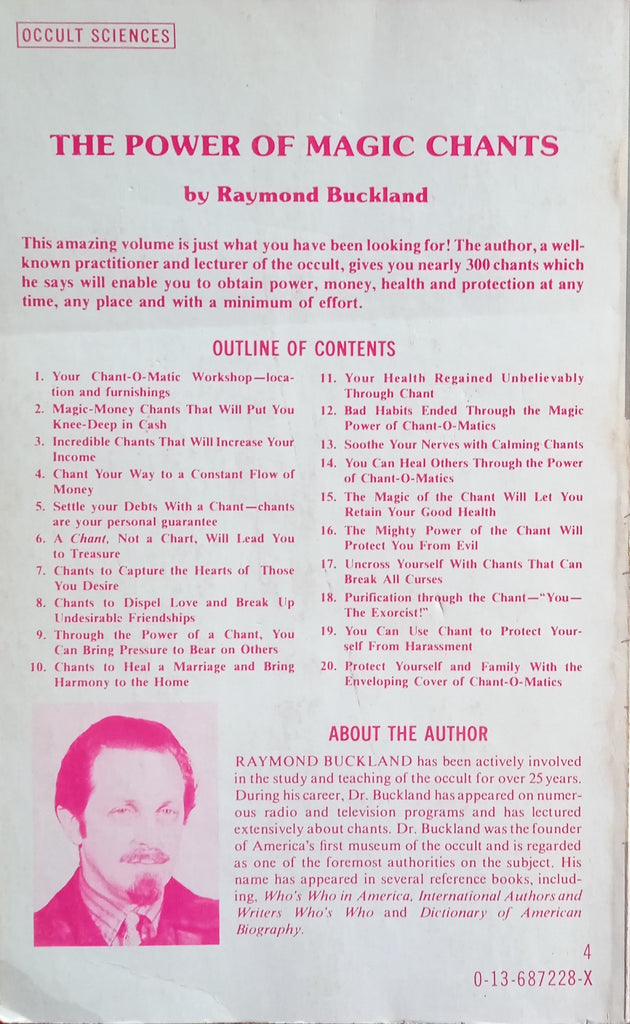 OCCULT SCIENCES
THE POWER OF MAGIC CHANTS
by Raymond Buckland
This amazing volume is just what you have been looking for! The author, a well-
known practitioner and lecturer of the occult, gives you nearly 300 chants which
he says will enable you to obtain power, money, health and protection at any
time, any place and with a minimum of effort.
OUTLINE OF CONTENTS
1. Your Chant-O-Matic Workshop—loca-
tion and furnishings
2. Magic-Money Chants That Will Put You
Knee-Deep in Cash
3. Incredible Chants That Will Increase Your
Income
4. Chant Your Way to a Constant Flow of
Money
5. Settle your Debts With a Chant—chants
are your personal guarantee
6. A Chant, Not a Chart, Will Lead You
to Treasure
7. Chants to Capture the Hearts of Those
You Desire
8. Chants to Dispel Love and Break Up
Undesirable Friendships
9. Through the Power of a Chant, You
Can Bring Pressure to Bear on Others
10. Chants to Heal a Marriage and Bring
Harmony to the Home
11. Your Health Regained Unbelievably
Through Chant
12. Bad Habits Ended Through the Magic
Power of Chant-O-Matics
13. Soothe Your Nerves with Calming Chants
14. You Can Heal Others Through the Power
of Chant-O-Matics
15. The Magic of the Chant Will Let You
Retain Your Good Health
16. The Mighty Power of the Chant Will
Protect You From Evil
17. Uncross Yourself With Chants That Can
Break All Curses
18. Purification through the Chant—"You—
The Exorcist!"
19. You Can Use Chant to Protect Your-
self From Harassment
20. Protect Yourself and Family With the
Enveloping Cover of Chant-O-Matics
ABOUT THE AUTHOR
RAYMOND BUCKLAND has been actively involved
in the study and teaching of the occult for over 25 years.
During his career, Dr. Buckland has appeared on numer-
ous radio and television programs and has lectured
extensively about chants. Dr. Buckland was the founder
of America's first museum of the occult and is regarded
as one of the foremost authorities on the subject. His
name has appeared in several reference books, includ-
ing, Who's Who in America, International Authors and
Writers Who's Who and Dictionary of American
Biography.
4
0-13-687228-X